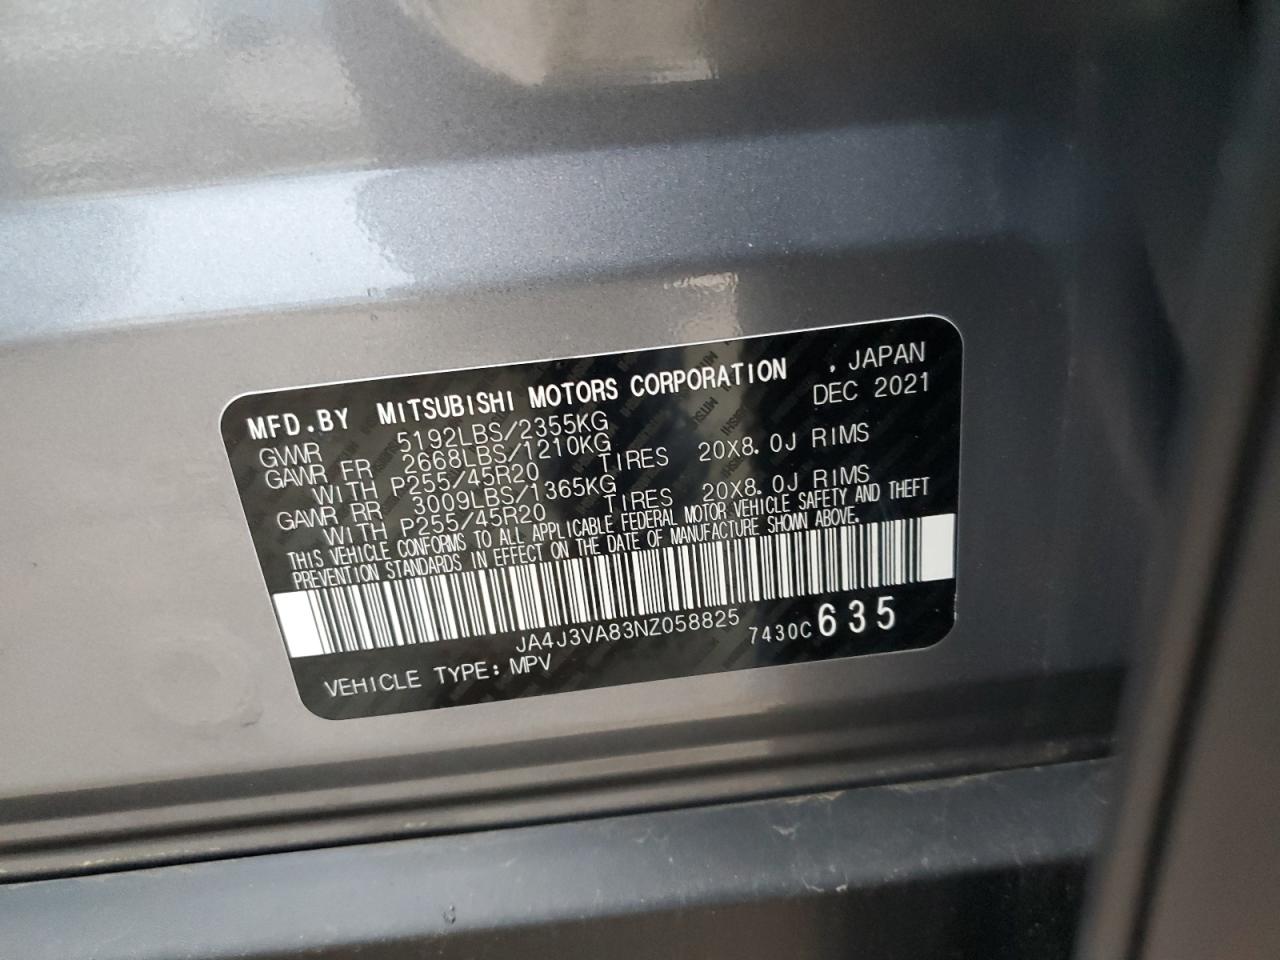 MFD.BY MITSUBISHI MOTORS CORPORATION , JAPAN
GWWR 5192LBS/2355KG DEC 2021
GAWR FR 2668LBS/1210KG
WITH P255/45R20 TIRES 20X8.0J RIMS
GAWR RR 3009LBS/1365KG
WITH P255/45R20 TIRES 20X8.0J RIMS
THIS VEHICLE CONFORMS TO ALL APPLICABLE FEDERAL MOTOR VEHICLE SAFETY AND THEFT
PREVENTION STANDARDS IN EFFECT ON THE DATE OF MANUFACTURE SHOWN ABOVE.
JA4J3VA83NZ058825 7430C 635
VEHICLE TYPE: MPV